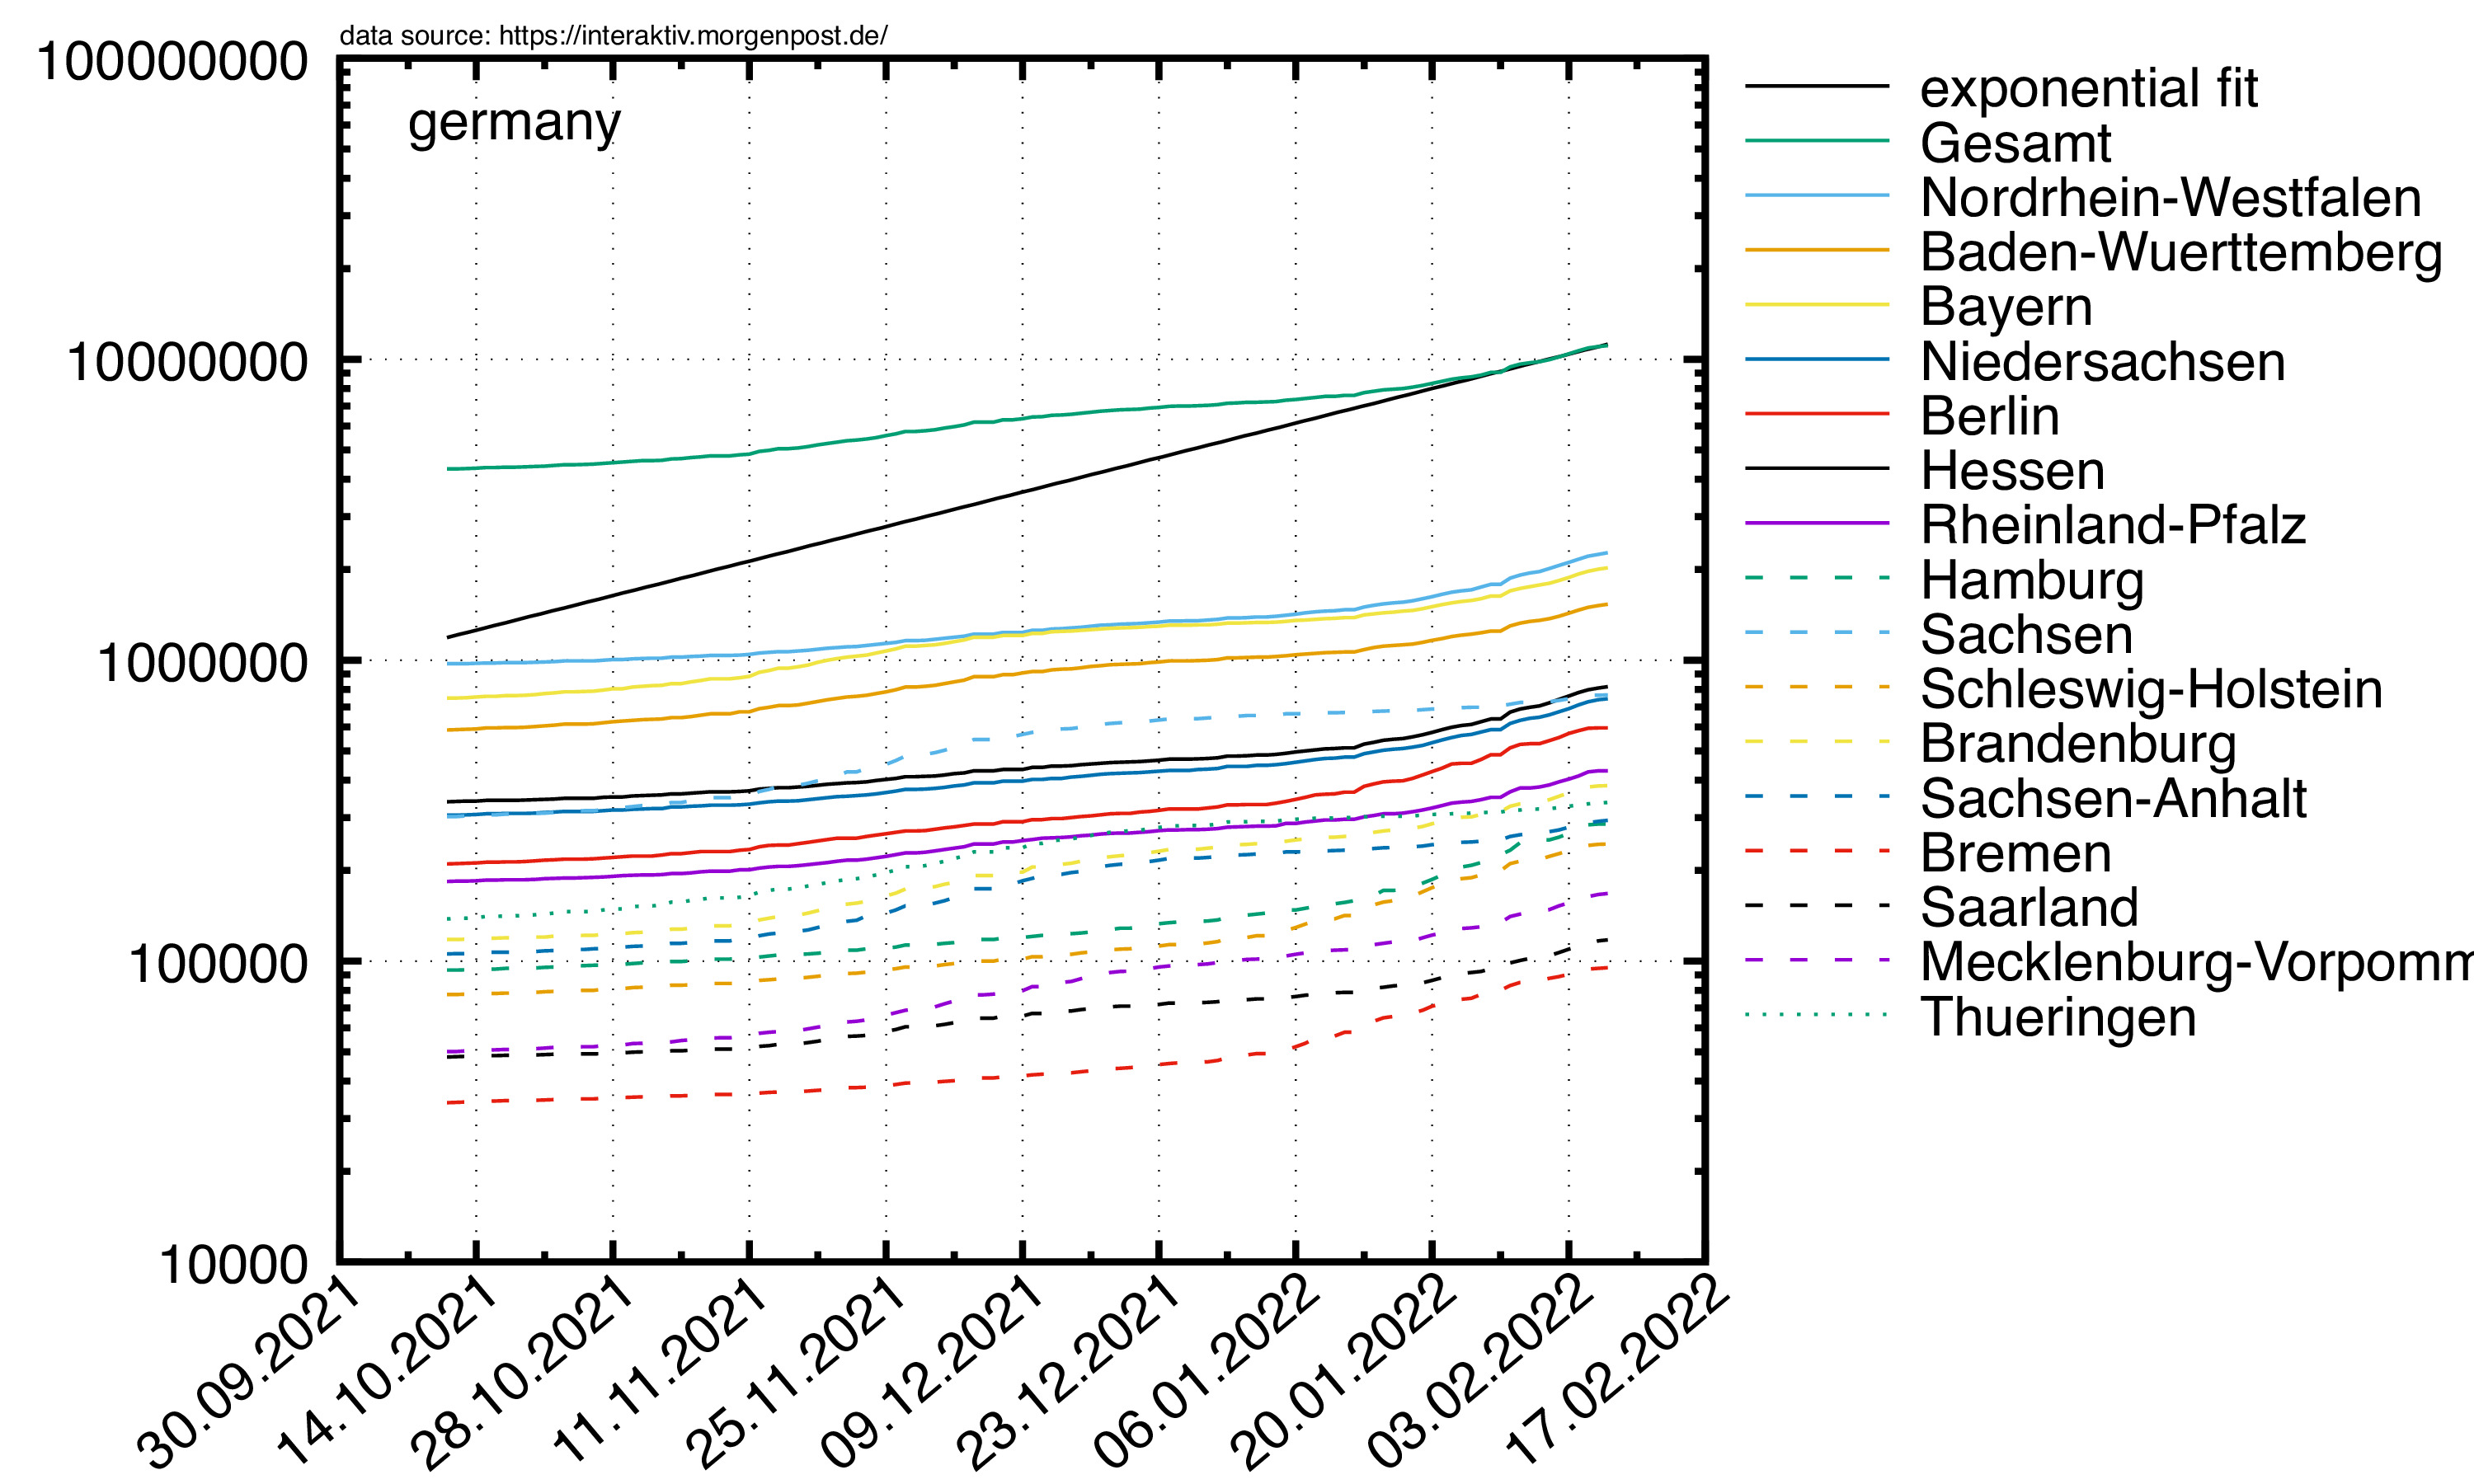 data source: https://interaktiv.morgenpost.de/
100000000
10000000
1000000
100000
10000
germany
30.09.2021
14.10.2021
28.10.2021
11.11.2021
25.11.2021
09.12.2021
23.12.2021
06.01.2022
20.01.2022
03.02.2022
17.02.2022
exponential fit
Gesamt
Nordrhein-Westfalen
Baden-Wuerttemberg
Bayern
Niedersachsen
Berlin
Hessen
Rheinland-Pfalz
Hamburg
Sachsen
Schleswig-Holstein
Brandenburg
Sachsen-Anhalt
Bremen
Saarland
Mecklenburg-Vorpomm
Thueringen